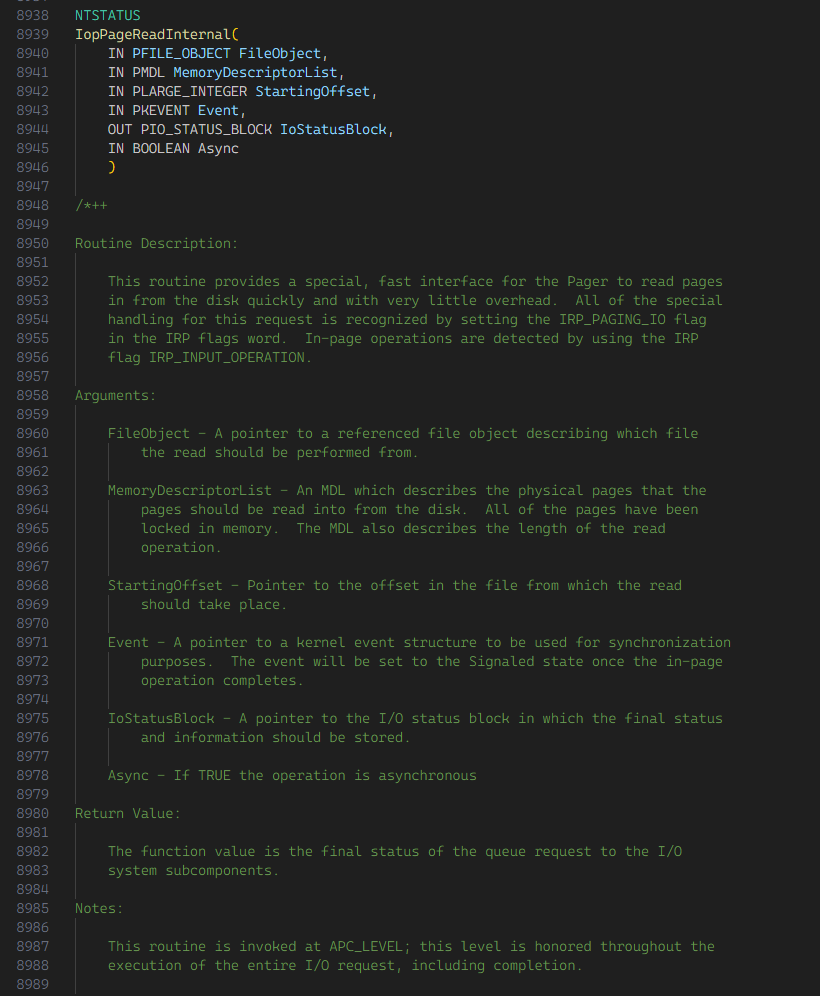 8938 NTSTATUS
8939 IopPageReadInternal(
8940 IN PFILE_OBJECT FileObject,
8941 IN PMDL MemoryDescriptorList,
8942 IN PLARGE_INTEGER StartingOffset,
8943 IN PKEVENT Event,
8944 OUT PIO_STATUS_BLOCK IoStatusBlock,
8945 IN BOOLEAN Async
8946 )
8947
8948 /*++
8949
8950 Routine Description:
8951
8952 This routine provides a special, fast interface for the Pager to read pages
8953 in from the disk quickly and with very little overhead.  All of the special
8954 handling for this request is recognized by setting the IRP_PAGING_IO flag
8955 in the IRP flags word.  In-page operations are detected by using the IRP
8956 flag IRP_INPUT_OPERATION.
8957
8958 Arguments:
8959
8960 FileObject - A pointer to a referenced file object describing which file
8961 the read should be performed from.
8962
8963 MemoryDescriptorList - An MDL which describes the physical pages that the
8964 pages should be read into from the disk.  All of the pages have been
8965 locked in memory.  The MDL also describes the length of the read
8966 operation.
8967
8968 StartingOffset - Pointer to the offset in the file from which the read
8969 should take place.
8970
8971 Event - A pointer to a kernel event structure to be used for synchronization
8972 purposes.  The event will be set to the Signaled state once the in-page
8973 operation completes.
8974
8975 IoStatusBlock - A pointer to the I/O status block in which the final status
8976 and information should be stored.
8977
8978 Async - If TRUE the operation is asynchronous
8979
8980 Return Value:
8981
8982 The function value is the final status of the queue request to the I/O
8983 system subcomponents.
8984
8985 Notes:
8986
8987 This routine is invoked at APC_LEVEL; this level is honored throughout the
8988 execution of the entire I/O request, including completion.
8989